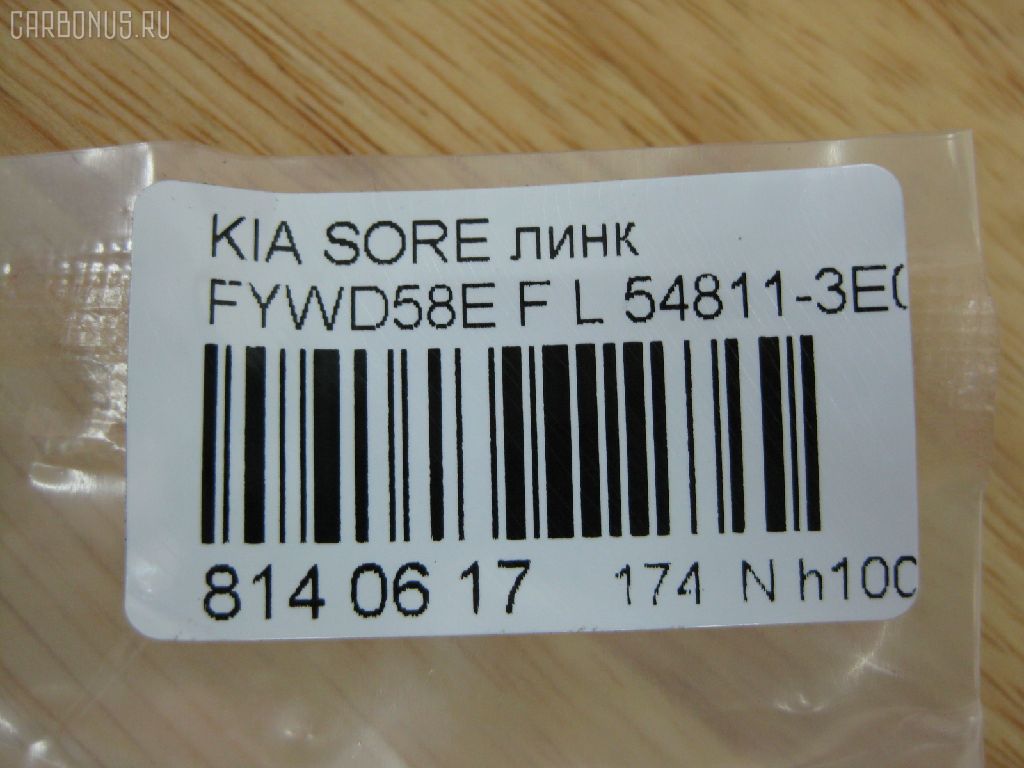 CARBONUS.RU
KIA SORE линк
FYWD58E F L 54811-3E0
814 06 17 174 N h100